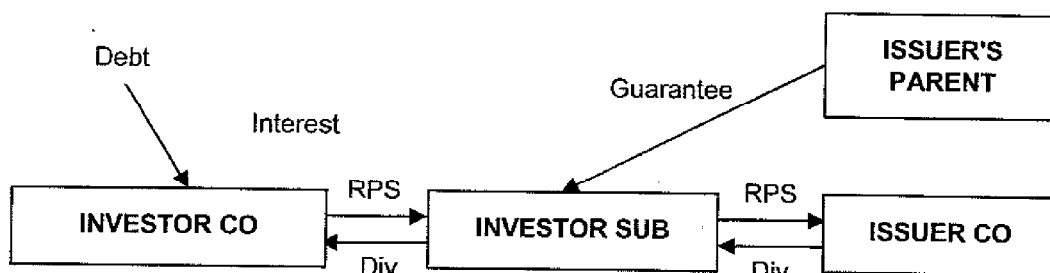 Debt
ISSUER'S
PARENT
Guarantee
Interest
RPS
RPS
INVESTOR CO
INVESTOR SUB
ISSUER CO
Div
Div